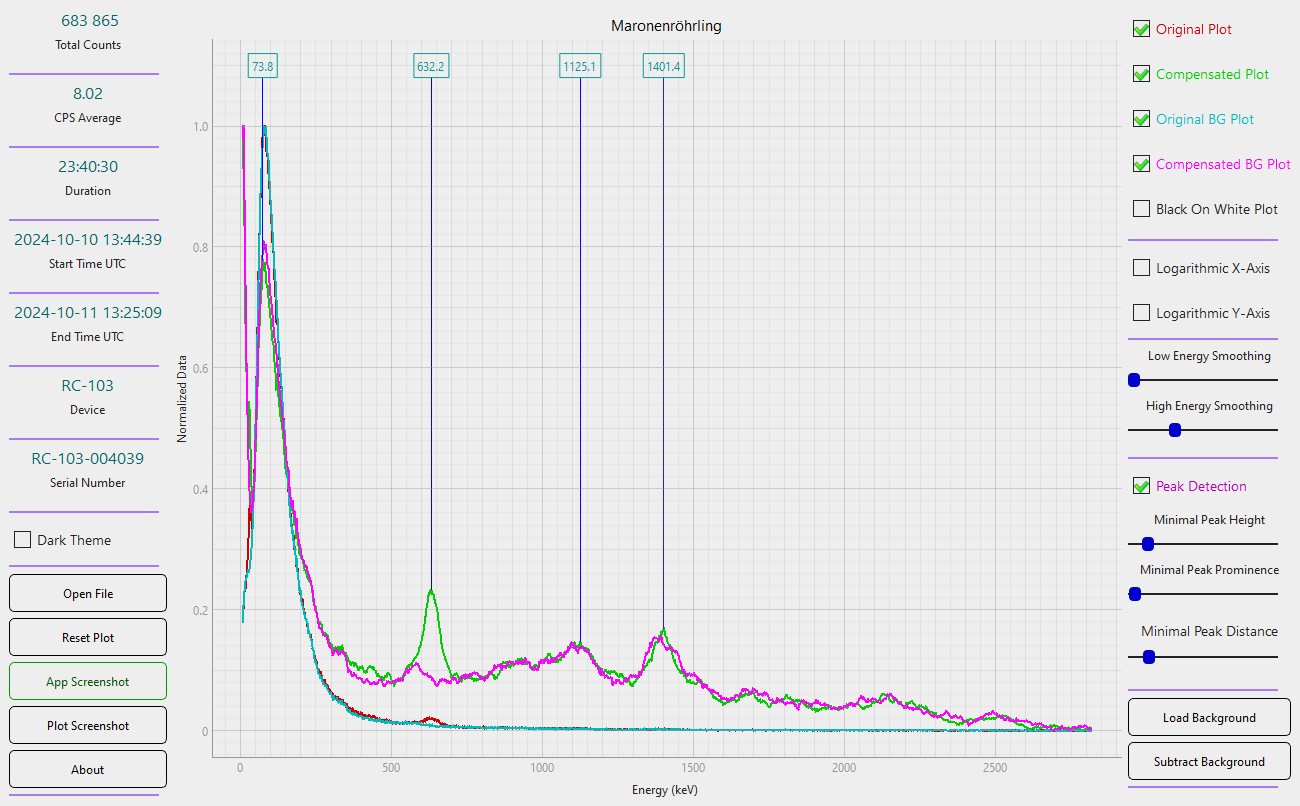 683 865
Total Counts
8.02
CPS Average
23:40:30
Duration
2024-10-10 13:44:39
Start Time UTC
2024-10-11 13:25:09
End Time UTC
RC-103
Device
RC-103-004039
Serial Number
Dark Theme
Open File
Reset Plot
App Screenshot
Plot Screenshot
About
Maronenröhrling
73.8
632.2
1125.1
1401.4
Normalized Data
1.0
0.8
0.6
0.4
0.2
0
0
500
1000
1500
2000
2500
Energy (keV)
Original Plot
Compensated Plot
Original BG Plot
Compensated BG Plot
Black On White Plot
Logarithmic X-Axis
Logarithmic Y-Axis
Low Energy Smoothing
High Energy Smoothing
Peak Detection
Minimal Peak Height
Minimal Peak Prominence
Minimal Peak Distance
Load Background
Subtract Background